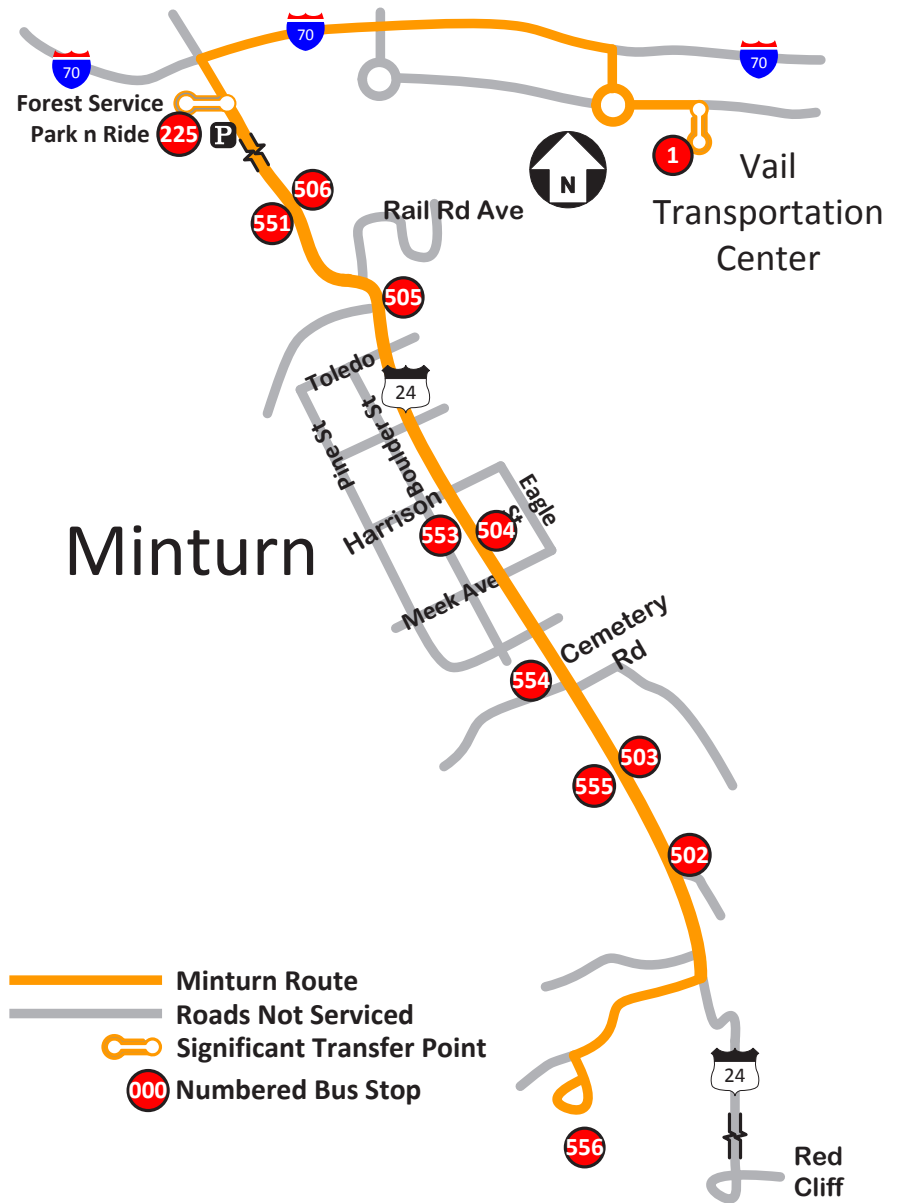 70
70
70
Forest Service
Park n Ride
225
P
1
Vail
Transportation
Center
N
506
551
Rail Rd Ave
505
Toledo
24
Pine St
Boulder St
Harrison
Eagle
St
553
504
Minturn
Meek Ave
Cemetery
Rd
554
503
555
502
Minturn Route
Roads Not Serviced
Significant Transfer Point
000 Numbered Bus Stop
24
556
Red
Cliff